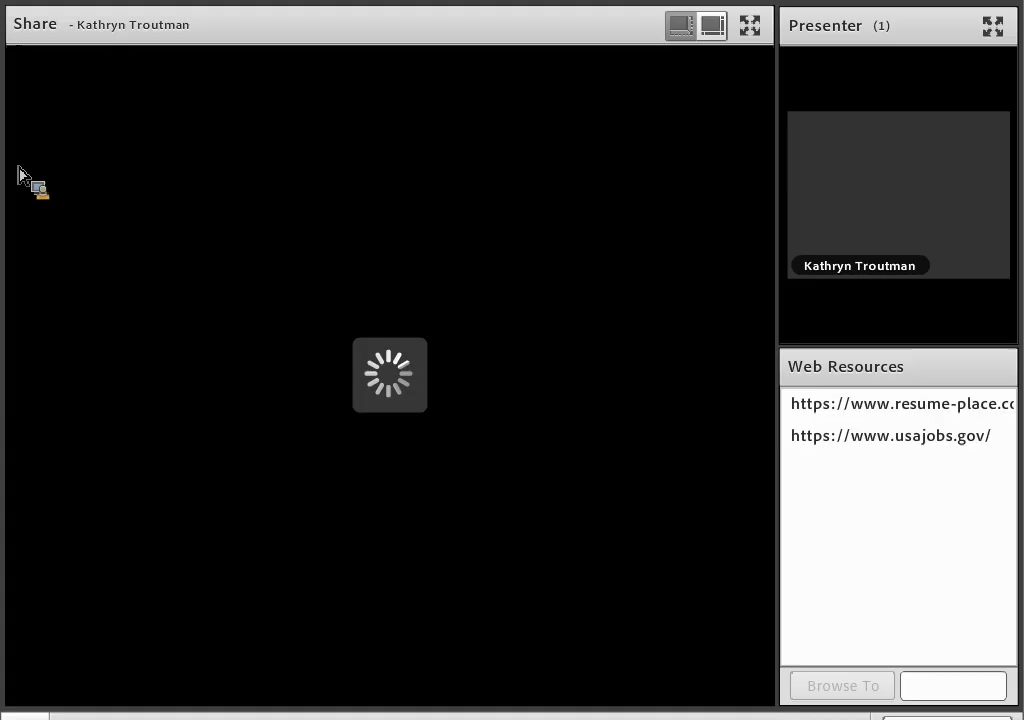 Share - Kathryn Troutman
Presenter (1)
Kathryn Troutman
Web Resources
https://www.resume-place.co
https://www.usajobs.gov/
Browse To